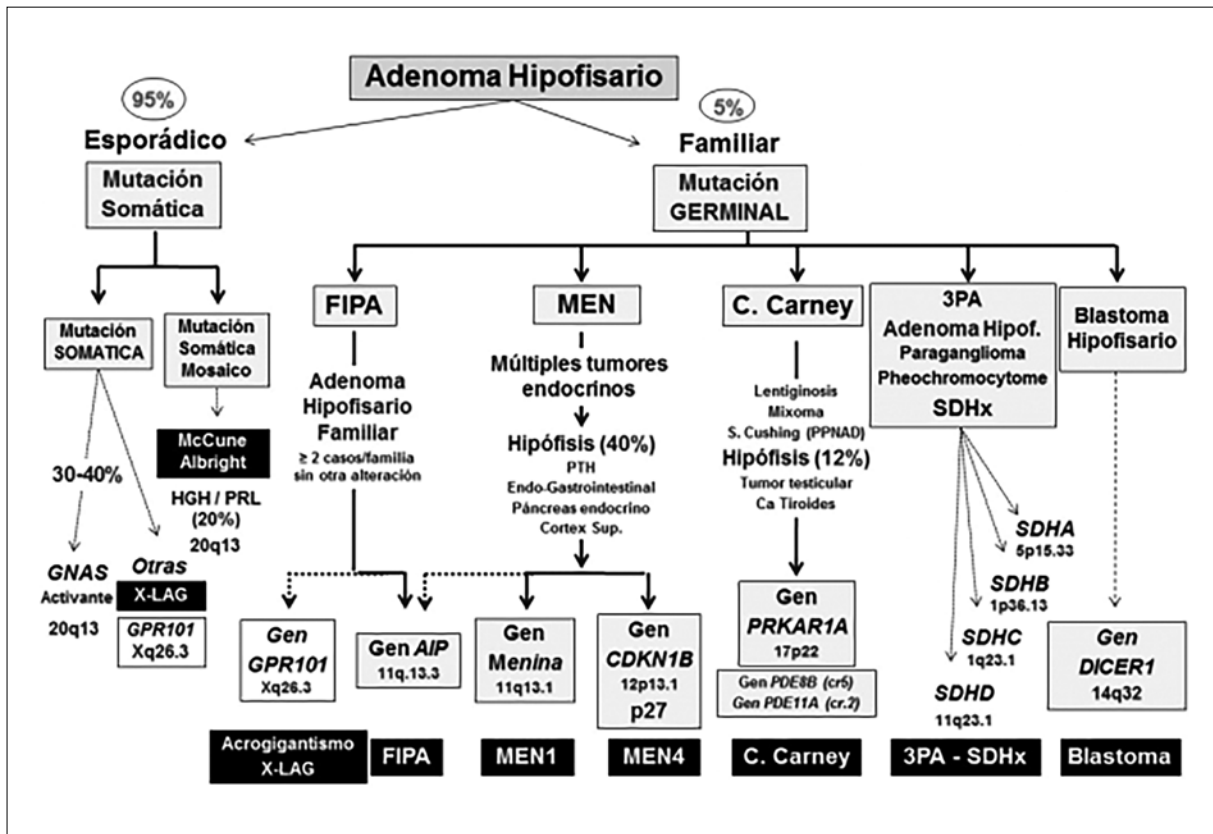 Adenoma Hipofisario
95%
Esporádico
Mutación
Somática
5%
Familiar
Mutación
GERMINAL
Mutación
SOMATICA
Mutación
Somática
Mosaico
McCune
Albright
HGH / PRL
(20%)
20q13
30-40%
GNAS
Activante
20q13
Otras
X-LAG
GPR101
Xq26.3
FIPA
Adenoma
Hipofisario
Familiar
≥ 2 casos/familia
sin otra alteración
Gen
GPR101
Xq26.3
Acrogigantismo
X-LAG
Gen AIP
11q.13.3
FIPA
MEN
Múltiples tumores
endocrinos
Hipófisis (40%)
PTH
Endo-Gastrointestinal
Páncreas endocrino
Cortex Sup.
Gen
Menina
11q13.1
MEN1
Gen
CDKN1B
12p13.1
p27
MEN4
C. Carney
Lentiginosis
Mixoma
S. Cushing (PPNAD)
Hipófisis (12%)
Tumor testicular
Ca Tiroides
Gen
PRKAR1A
17p22
Gen PDE8B (cr5)
Gen PDE11A (cr.2)
C. Carney
3PA
Adenoma Hipof.
Paraganglioma
Pheochromocytome
SDHx
SDHA
5p15.33
SDHB
1p36.13
SDHC
1q23.1
SDHD
11q23.1
3PA - SDHx
Blastoma
Hipofisario
Gen
DICER1
14q32
Blastoma